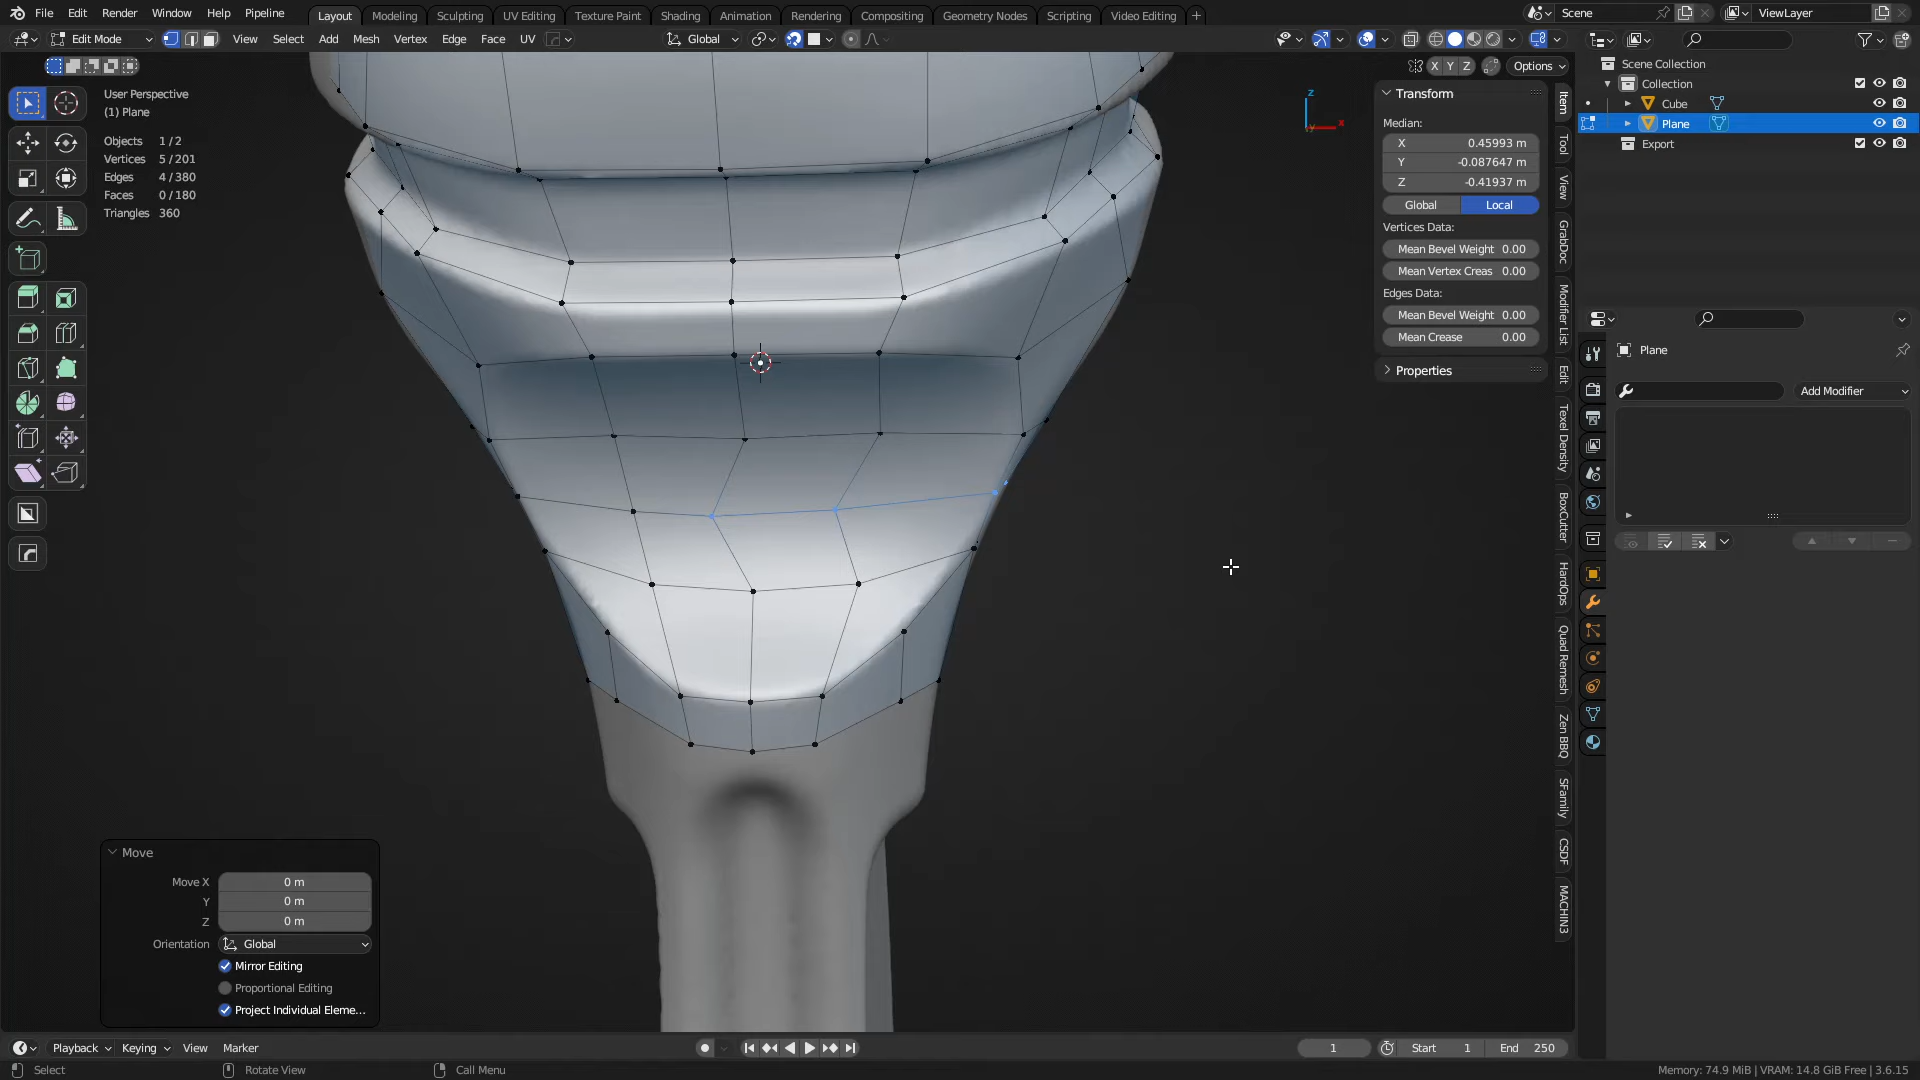 File Edit Render Window Help Pipeline Layout Modeling Sculpting UV Editing Texture Paint Shading Animation Rendering Compositing Geometry Nodes Scripting Video Editing + Scene ViewLayer
Edit Mode View Select Add Mesh Vertex Edge Face UV Global
X Y Z Options
User Perspective
(1) Plane
Objects 1 / 2
Vertices 5 / 201
Edges 4 / 380
Faces 0 / 180
Triangles 360
Z
X
Transform
Median:
X 0.45993 m
Y -0.087647 m
Z -0.41937 m
Global Local
Vertices Data:
Mean Bevel Weight 0.00
Mean Vertex Creas 0.00
Edges Data:
Mean Bevel Weight 0.00
Mean Crease 0.00
Properties
Item
Tool
View
GrabDoc
Modifier List
Edit
Texel Density
BoxCutter
HardOps
Quad Remesh
Zen BBQ
SFamily
CSDF
MACHIN3
Scene Collection
Collection
Cube
Plane
Export
Plane
Add Modifier
Move
Move X 0 m
Y 0 m
Z 0 m
Orientation Global
Mirror Editing
Proportional Editing
Project Individual Eleme...
Playback Keying View Marker 1 Start 1 End 250
Select Rotate View Call Menu Memory: 74.9 MiB | VRAM: 14.8 GiB Free | 3.6.15